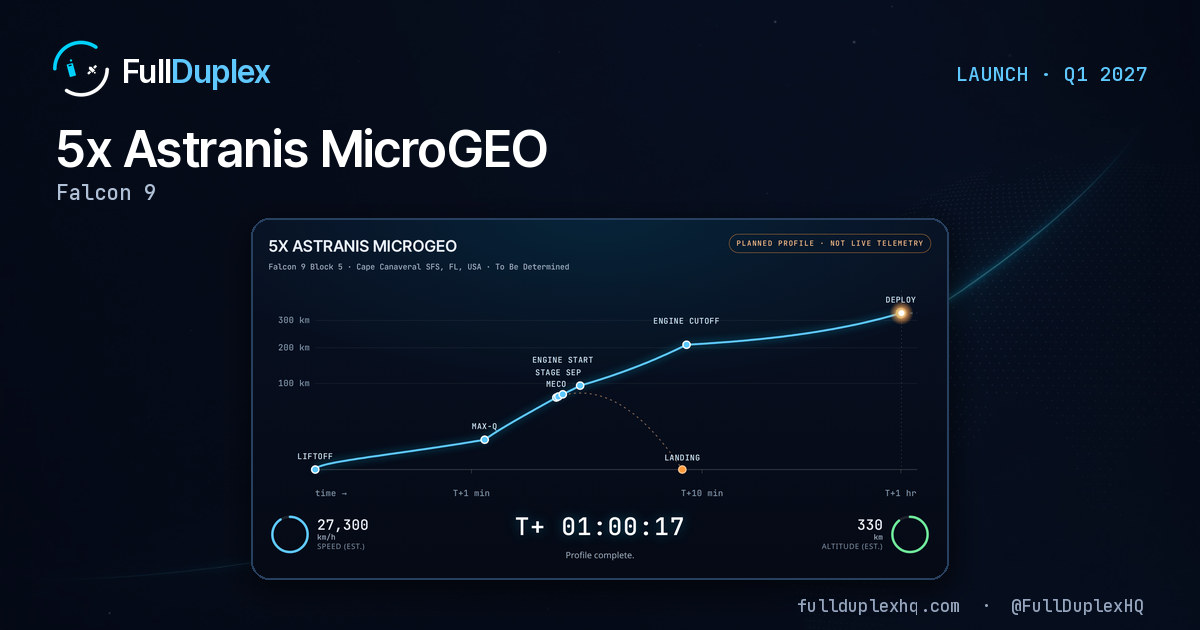 FullDuplex
LAUNCH · Q1 2027
5x Astranis MicroGEO
Falcon 9
5X ASTRANIS MICROGEO
PLANNED PROFILE · NOT LIVE TELEMETRY
Falcon 9 Block 5 · Cape Canaveral SFS, FL, USA · To Be Determined
DEPLOY
300 km
ENGINE CUTOFF
200 km
ENGINE START
STAGE SEP
100 km
MECO
MAX-Q
LIFTOFF
LANDING
time →
T+1 min
T+10 min
T+1 hr
27,300
km/h
SPEED (EST.)
T+ 01:00:17
Profile complete.
330
km
ALTITUDE (EST.)
fullduplexhq.com · @FullDuplexHQ